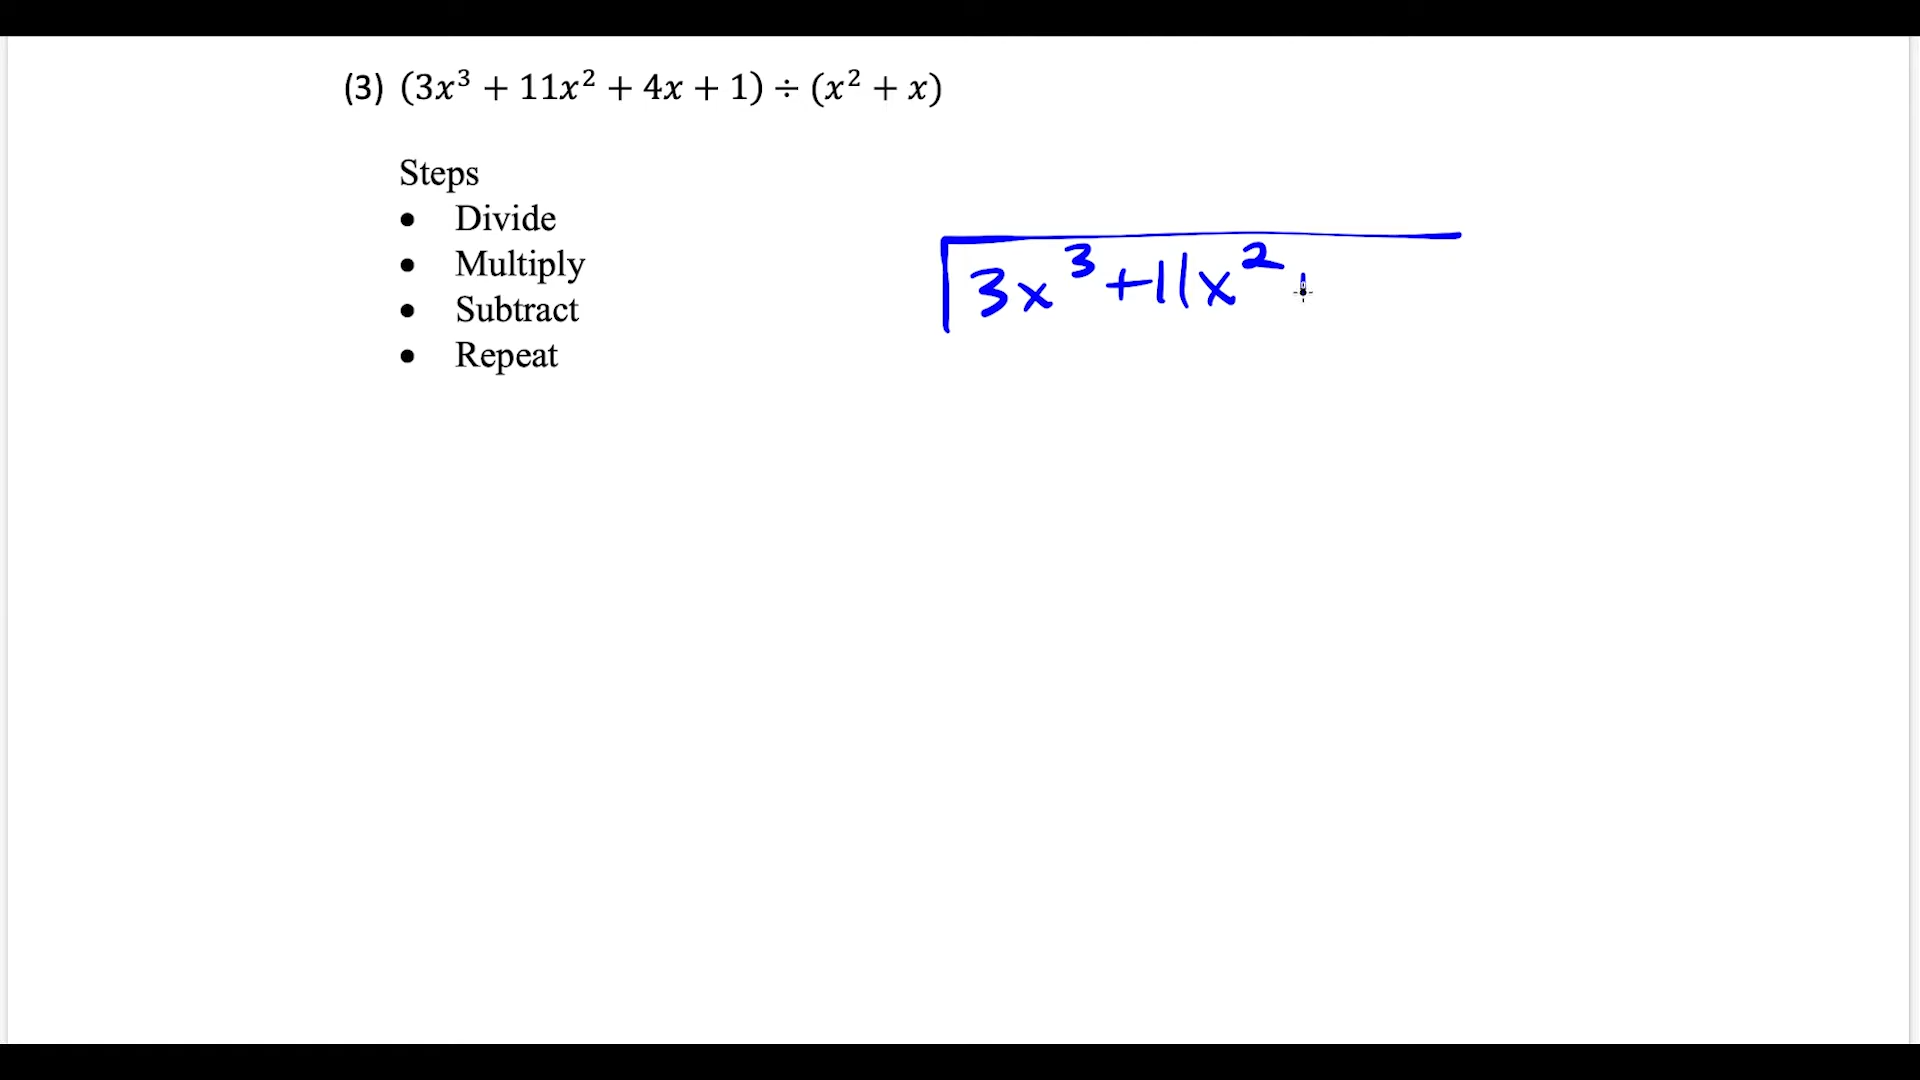 (3) (3x³ + 11x² + 4x + 1) ÷ (x² + x)
Steps
• Divide
• Multiply
• Subtract
• Repeat
3x³+11x²